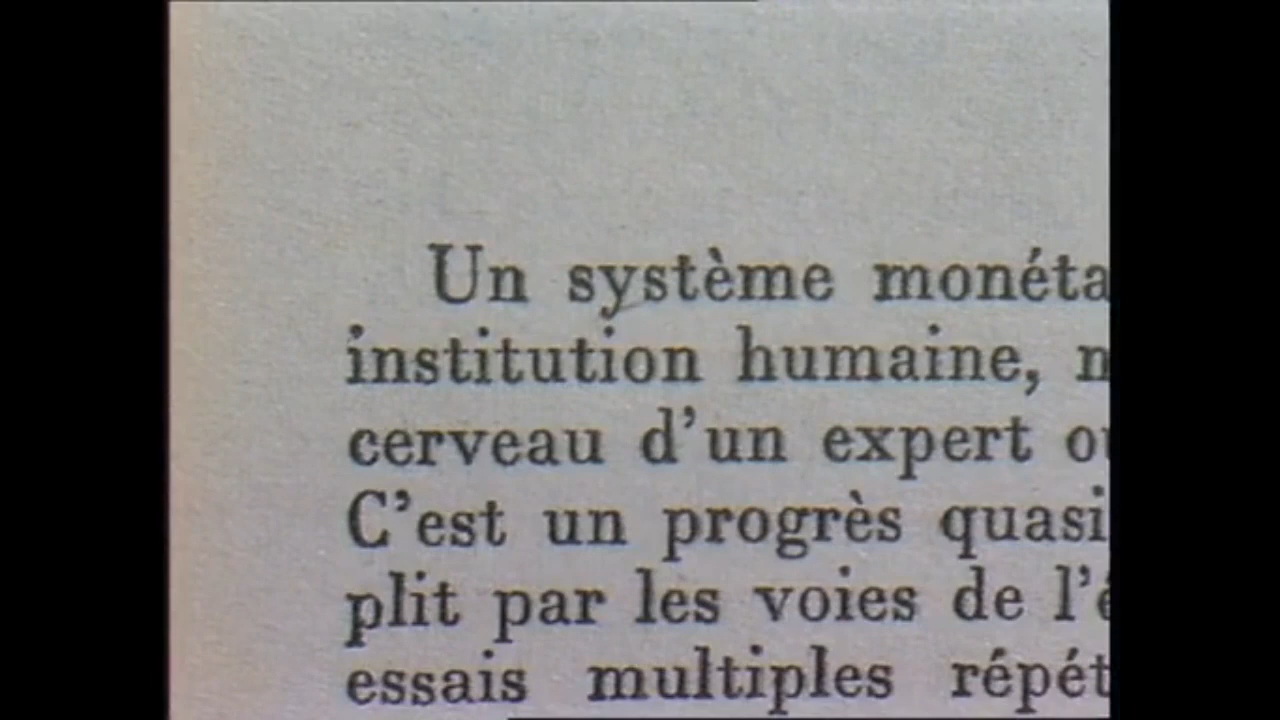 Un système monéta
institution humaine, n
cerveau d'un expert ou
C'est un progrès quasi
plit par les voies de l'é
essais multiples répét